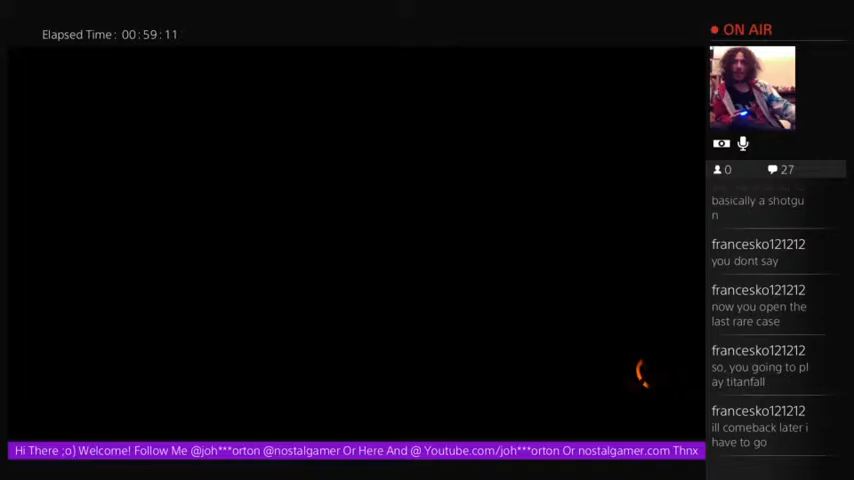 Elapsed Time: 00:59:11
ON AIR
0 27
basically a shotgu
n
francesko121212
you dont say
francesko121212
now you open the
last rare case
francesko121212
so, you going to pl
ay titanfall
francesko121212
ill comeback later i
have to go
Hi There ;o) Welcome! Follow Me @joh***orton @nostalgamer Or Here And @ Youtube.com/joh***orton Or nostalgamer.com Thnx